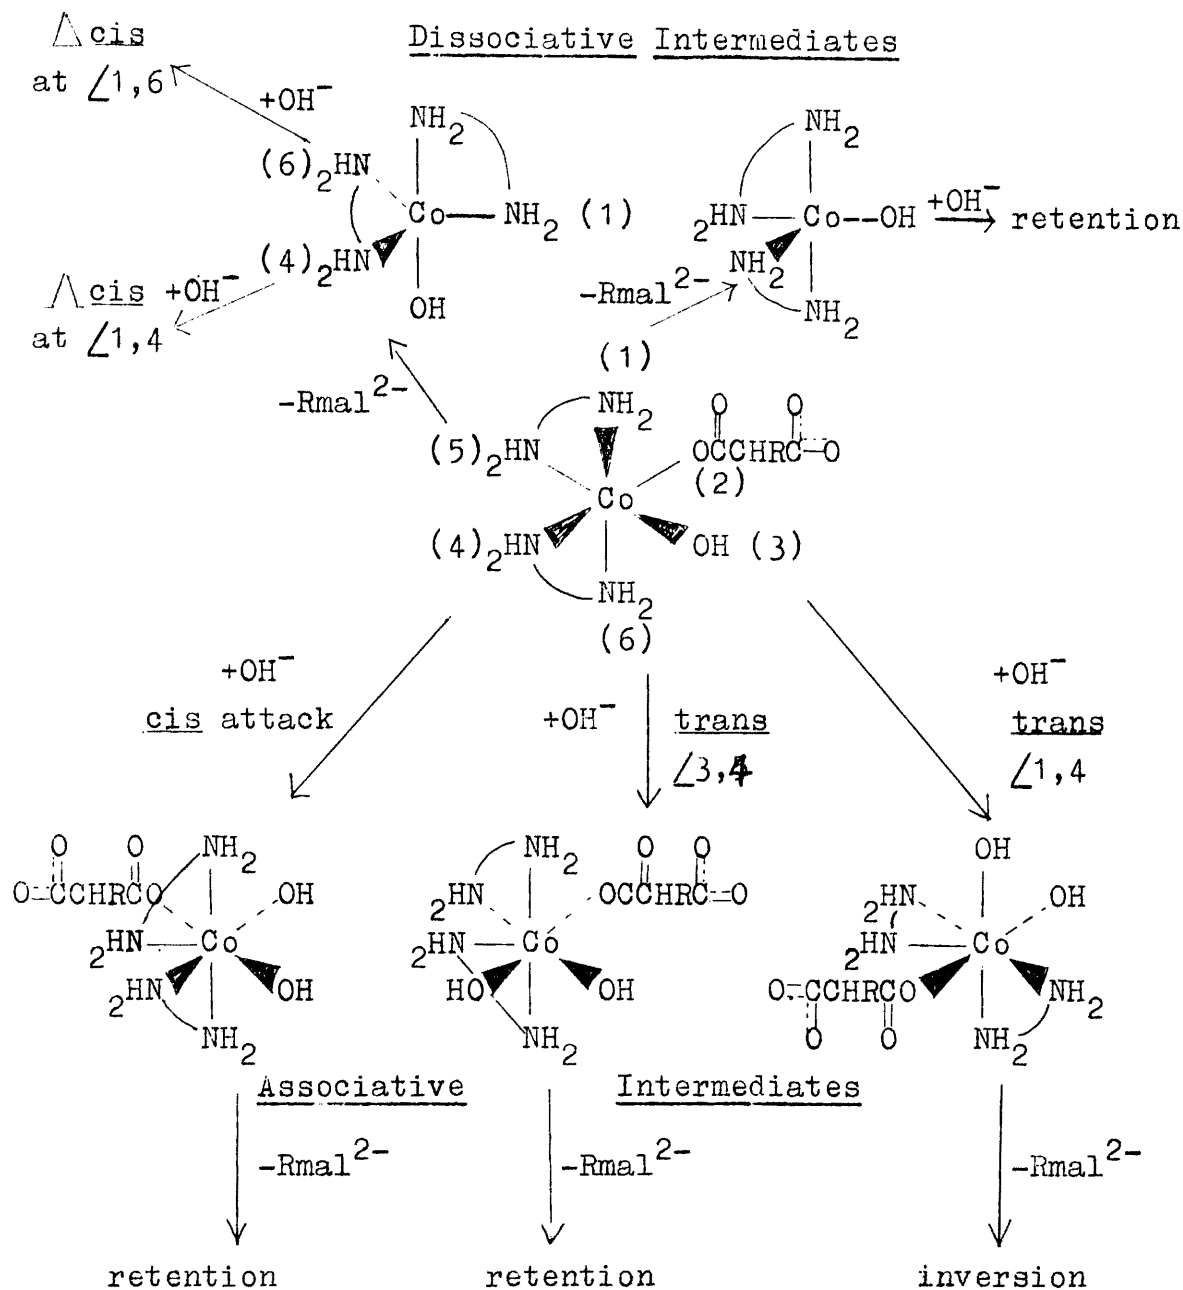 Dissociative Intermediates
Λ cis
at ∠1,6
+OH⁻
NH₂
(6)₂HN
Co
NH₂ (1)
(4)₂HN
OH
Λ cis +OH⁻
at ∠1,4
NH₂
₂HN—Co--OH
+OH⁻
retention
NH₂
NH₂
-Rmal²⁻
-Rmal²⁻
(1)
NH₂
(5)₂HN
O O
OCCHRC-O
(2)
Co
(4)₂HN
OH (3)
NH₂
(6)
+OH⁻
cis attack
+OH⁻
trans
∠3,4
+OH⁻
trans
∠1,4
O O NH₂
O=CCHRCO
OH
₂HN—Co
₂HN
OH
NH₂
NH₂
O O
₂HN
OCCHRC=O
₂HN—Co
HO
OH
NH₂
OH
₂HN
OH
₂HN—Co
O=CCHRCO
NH₂
O O NH₂
Associative Intermediates
-Rmal²⁻
-Rmal²⁻
-Rmal²⁻
retention
retention
inversion